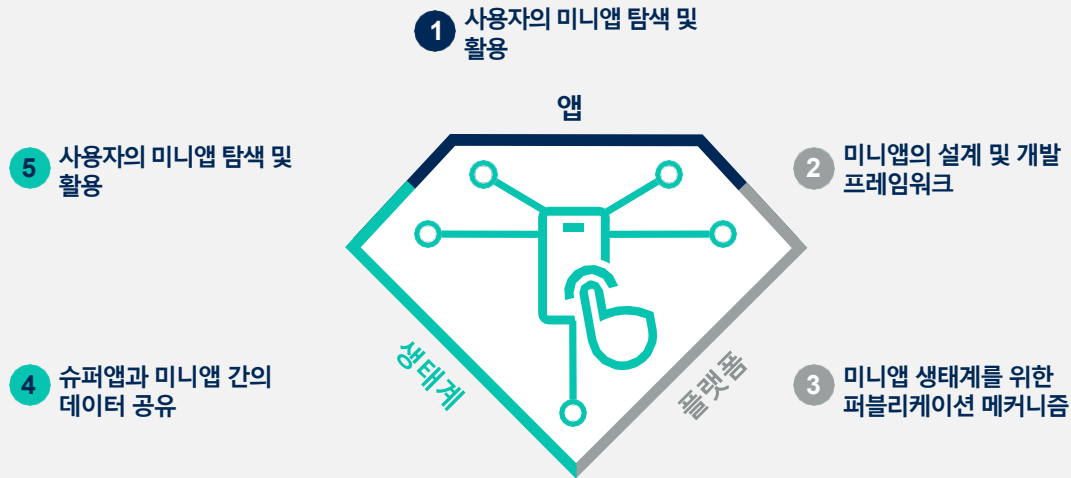 1
사용자의 미니앱 탐색 및
활용
앱
5
사용자의 미니앱 탐색 및
활용
2
미니앱의 설계 및 개발
프레임워크
생태계
플랫폼
4
슈퍼앱과 미니앱 간의
데이터 공유
3
미니앱 생태계를 위한
퍼블리케이션 메커니즘